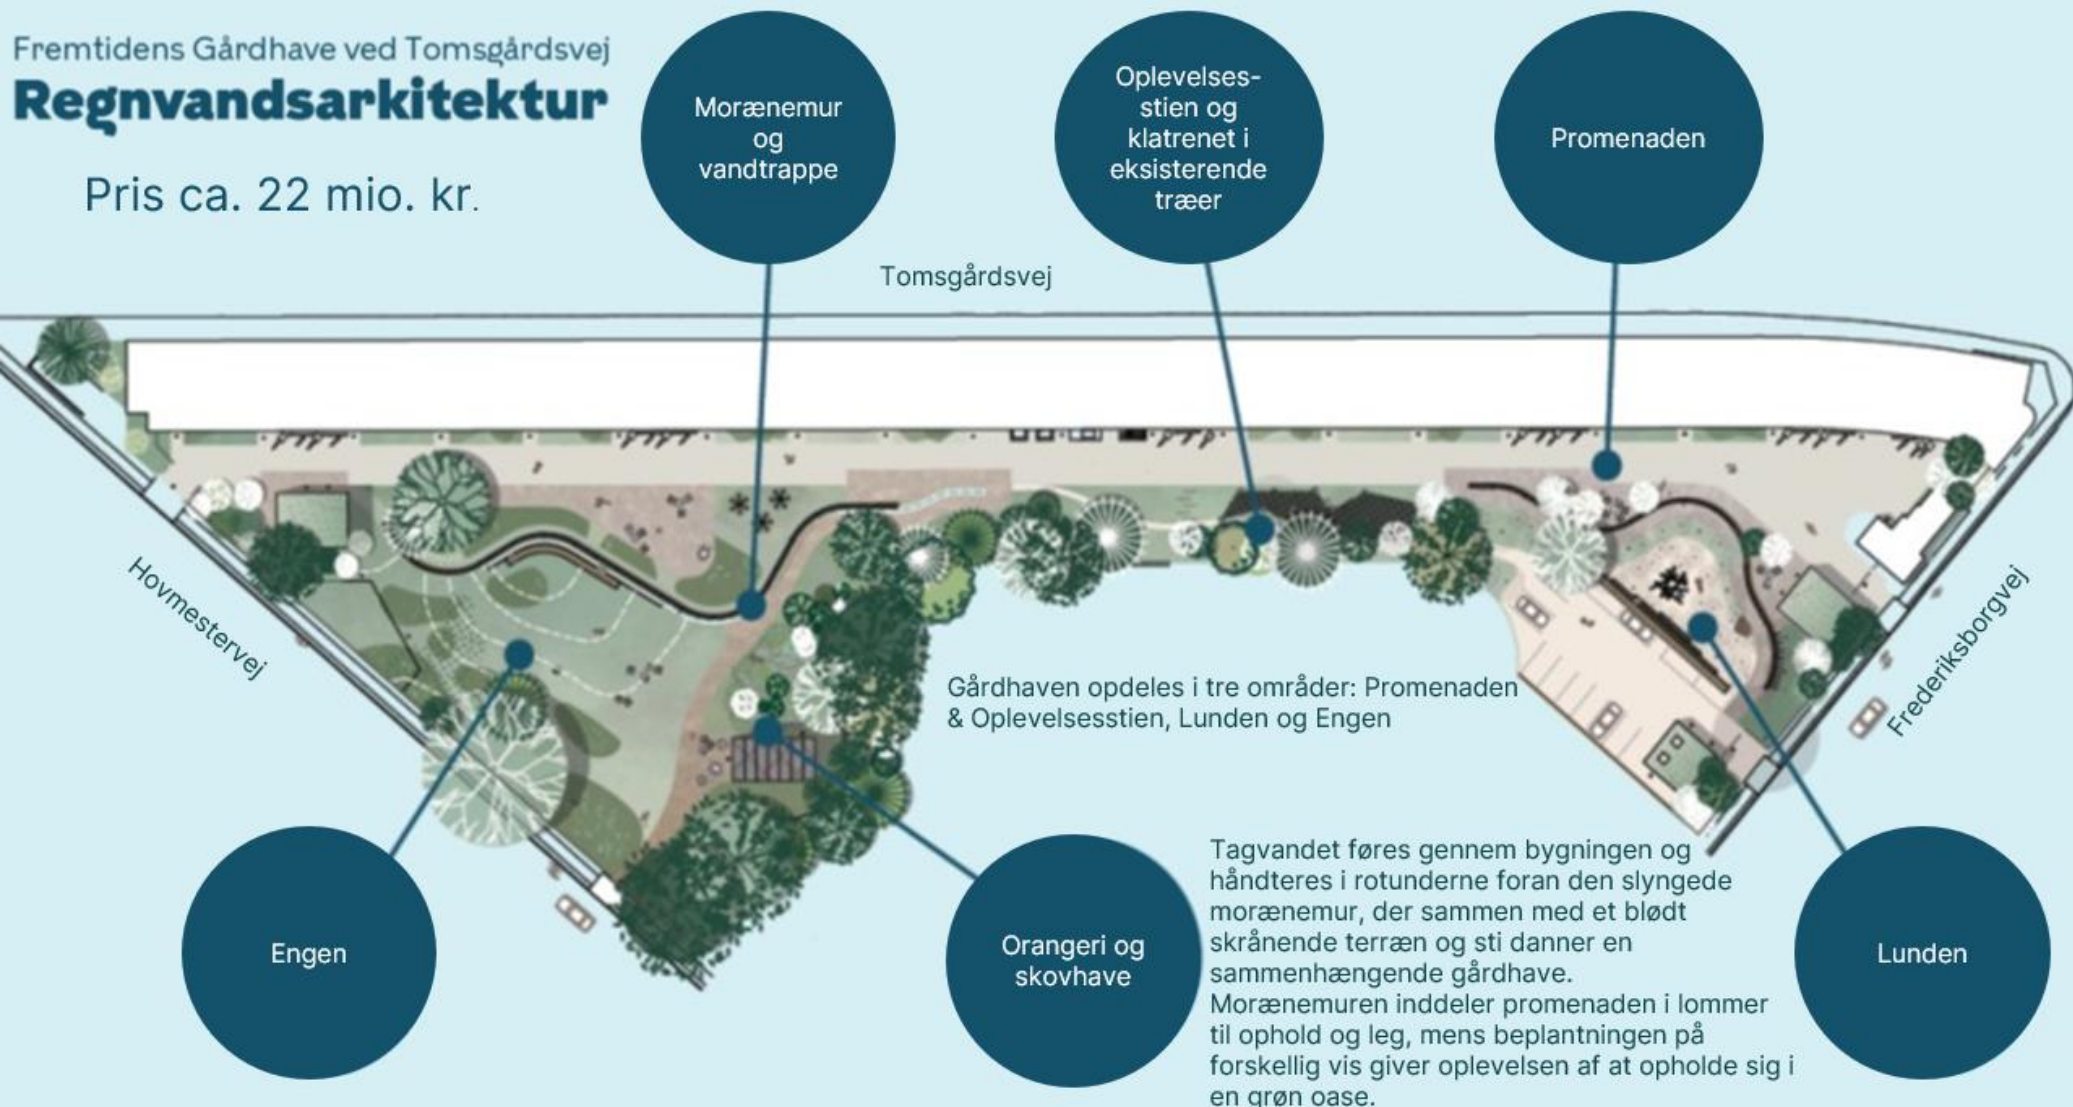 Fremtidens Gårdhave ved Tomsgårdsvej
Regnvandsarkitektur
Pris ca. 22 mio. kr.
Morænemur
og
vandtrappe
Oplevelses-
stien og
klatrenet i
eksisterende
træer
Promenaden
Tomsgårdsvej
Hovmestervej
Frederiksborgvej
Gårdhaven opdeles i tre områder: Promenaden
& Oplevelsesstien, Lunden og Engen
Engen
Orangeri og
skovhave
Tagvandet føres gennem bygningen og
håndteres i rotunderne foran den slyngede
morænemur, der sammen med et blødt
skrånende terræn og sti danner en
sammenhængende gårdhave.
Morænemuren inddeler promenaden i lommer
til ophold og leg, mens beplantningen på
forskellig vis giver oplevelsen af at opholde sig i
en grøn oase.
Lunden